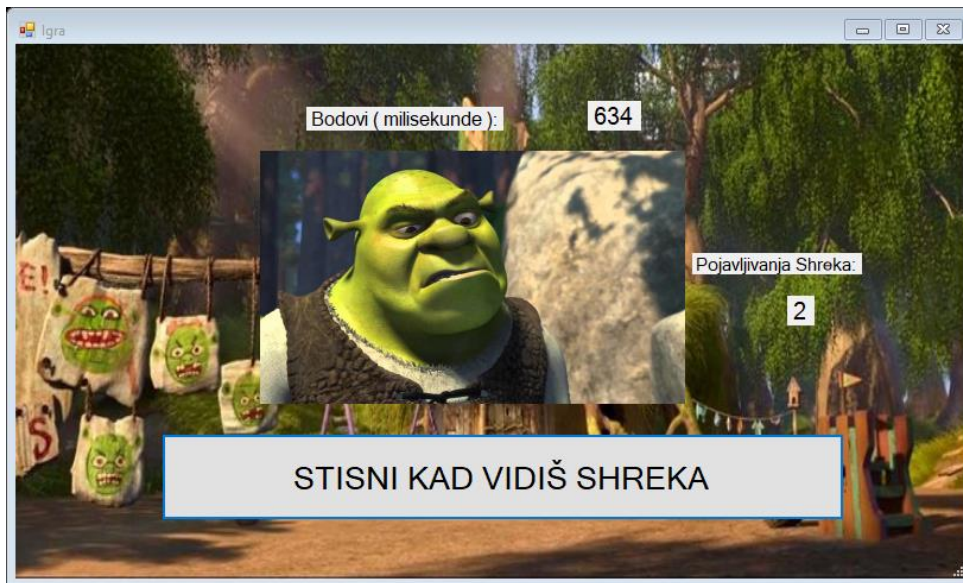 Igra
Bodovi ( milisekunde ):
634
Pojavljivanja Shreka:
2
E!
S
STISNI KAD VIDIŠ SHREKA